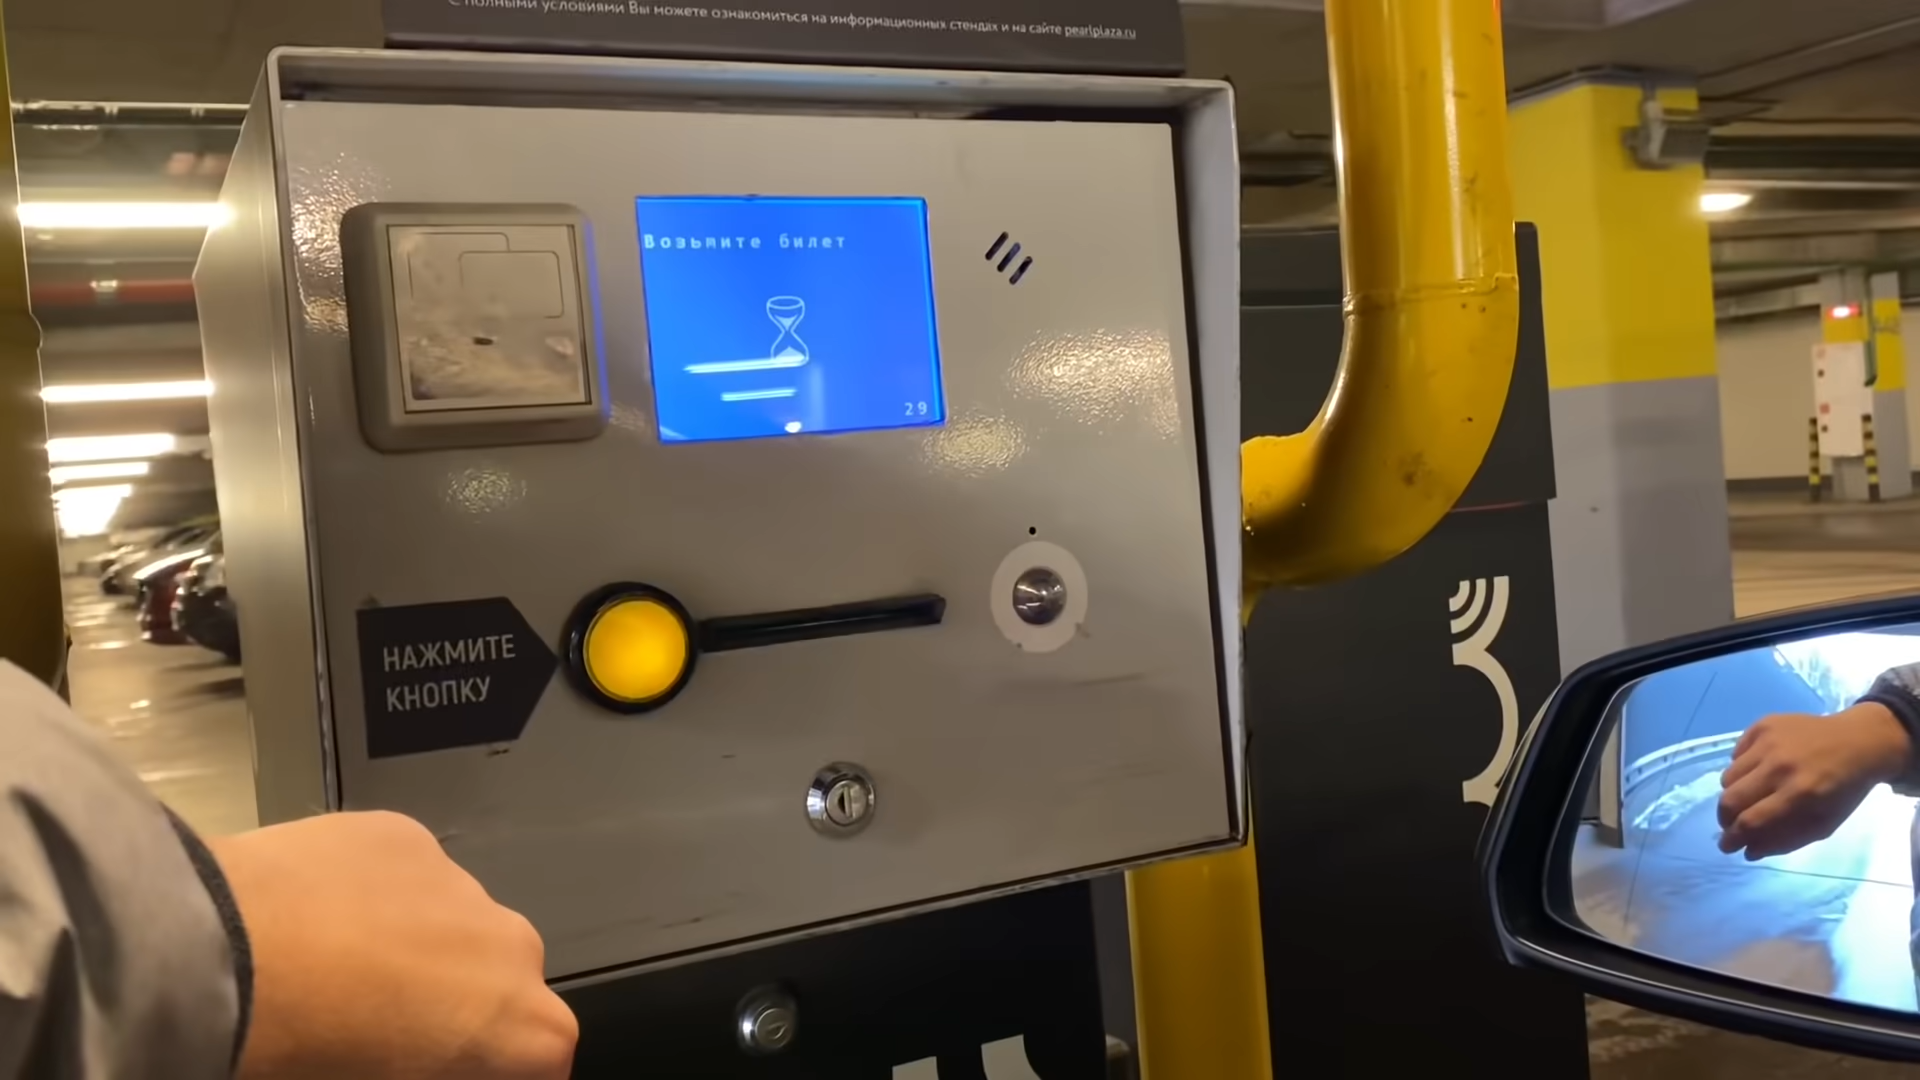 С полными условиями Вы можете ознакомиться на информационных стендах и на сайте pearlplaza.ru
Возьмите билет
29
НАЖМИТЕ
КНОПКУ